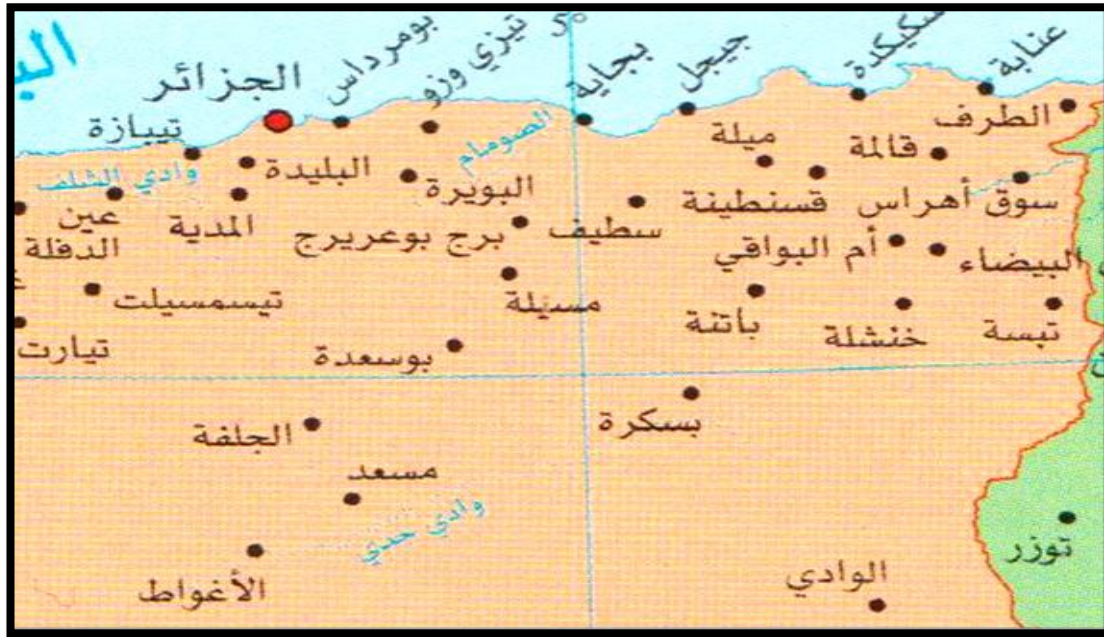 سكيكدة
عنابة
تيزي وزو
بومرداس
5°
بجاية
جيجل
الجزائر
الطرف
تيبازة
الصومام
ميلة
قالمة
وادي الشلف
البليدة
البويرة
قسنطينة
سوق أهراس
عين
الدفلة
المدية
برج بوعريريج
سطيف
أم البواقي
البيضاء
تيسمسيلت
مسيلة
باتنة
خنشلة
تبسة
تيارت
بوسعدة
بسكرة
الجلفة
مسعد
وادي جدي
توزر
الأغواط
الوادي